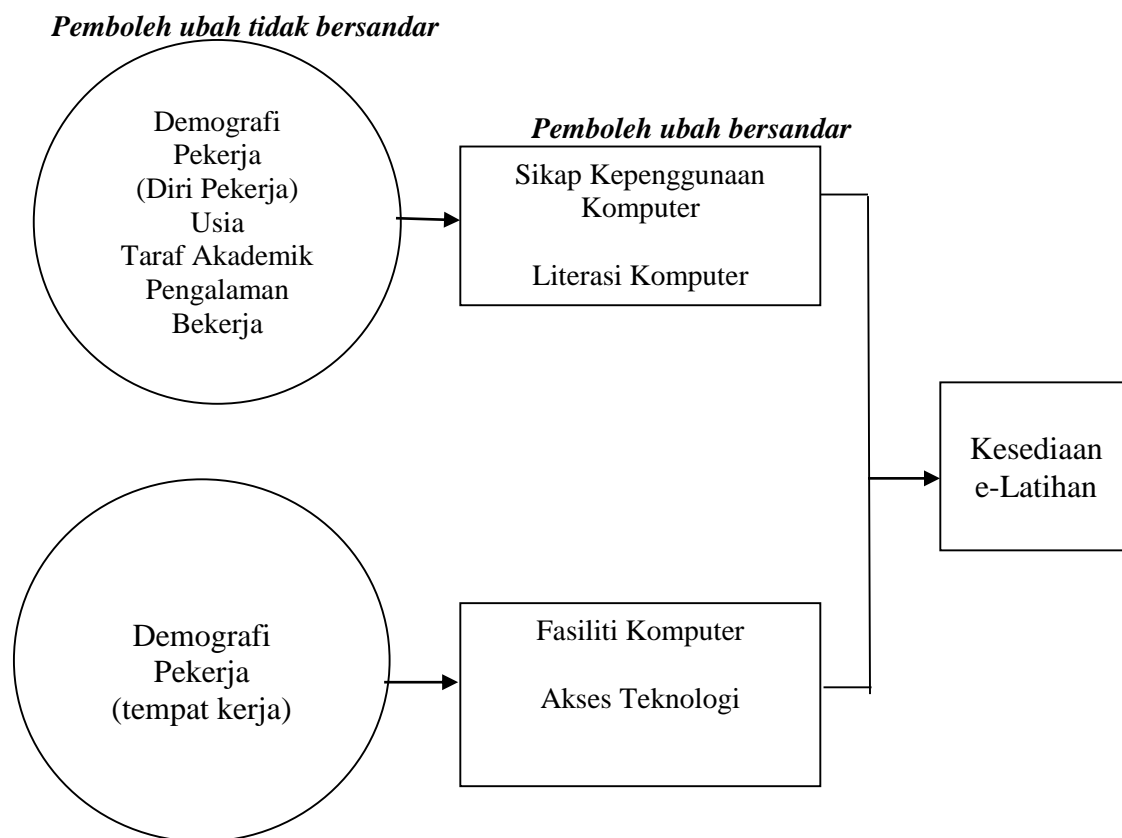 Pemboleh ubah tidak bersandar
Demografi
Pekerja
(Diri Pekerja)
Usia
Taraf Akademik
Pengalaman
Bekerja
Pemboleh ubah bersandar
Sikap Kepenggunaan
Komputer
Literasi Komputer
Kesediaan
e-Latihan
Demografi
Pekerja
(tempat kerja)
Fasiliti Komputer
Akses Teknologi